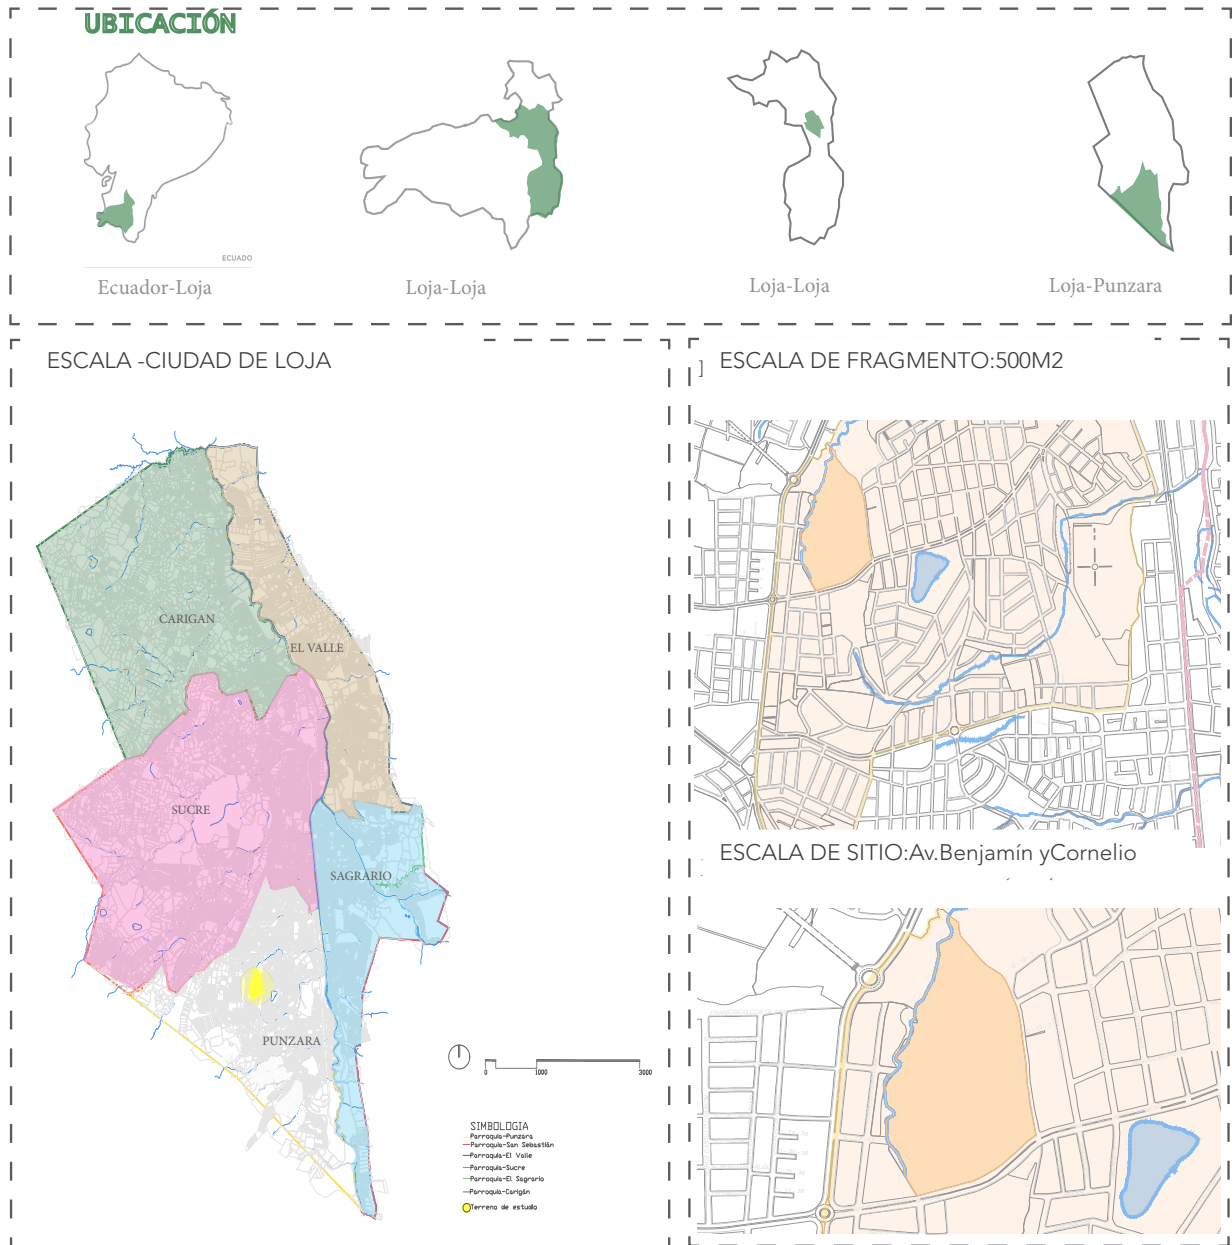 UBICACIÓN
ECUADO
Ecuador-Loja
Loja-Loja
Loja-Loja
Loja-Punzara
ESCALA -CIUDAD DE LOJA
CARIGAN
EL VALLE
SUCRE
SAGRARIO
PUNZARA
0 1000 3000
SIMBOLOGIA
Parroquia-Punzara
Parroquia-San Sebastián
Parroquia-El Valle
Parroquia-Sucre
Parroquia-El Sagrario
Parroquia-Carigán
Terreno de estudio
ESCALA DE FRAGMENTO:500M2
ESCALA DE SITIO:Av.Benjamín yCornelio